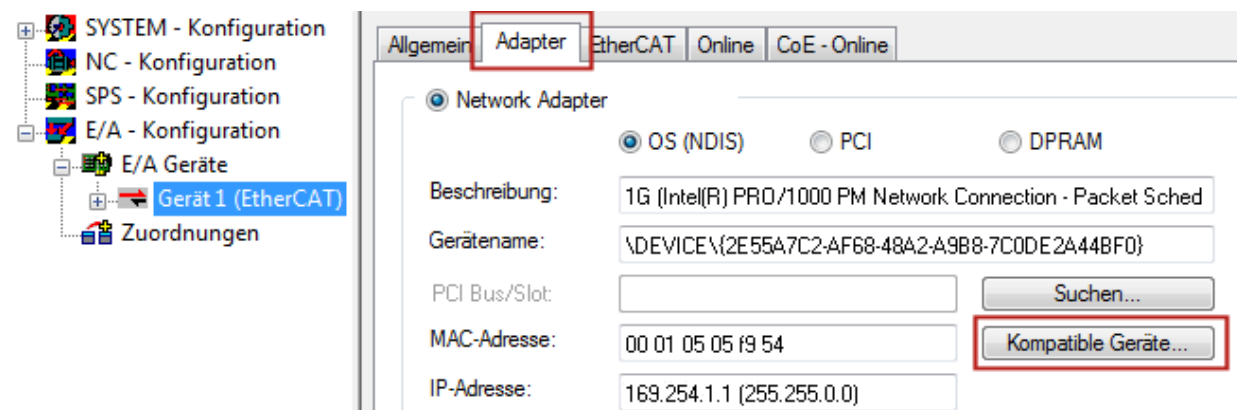 SYSTEM - Konfiguration
NC - Konfiguration
SPS - Konfiguration
E/A - Konfiguration
E/A Geräte
Gerät 1 (EtherCAT)
Zuordnungen
Allgemein Adapter EtherCAT Online CoE - Online
Network Adapter
OS (NDIS) PCI DPRAM
Beschreibung: 1G (Intel(R) PRO/1000 PM Network Connection - Packet Sched
Gerätename: \DEVICE\{2E55A7C2-AF68-48A2-A9B8-7C0DE2A44BF0}
PCI Bus/Slot: Suchen...
MAC-Adresse: 00 01 05 05 f9 54 Kompatible Geräte...
IP-Adresse: 169.254.1.1 (255.255.0.0)